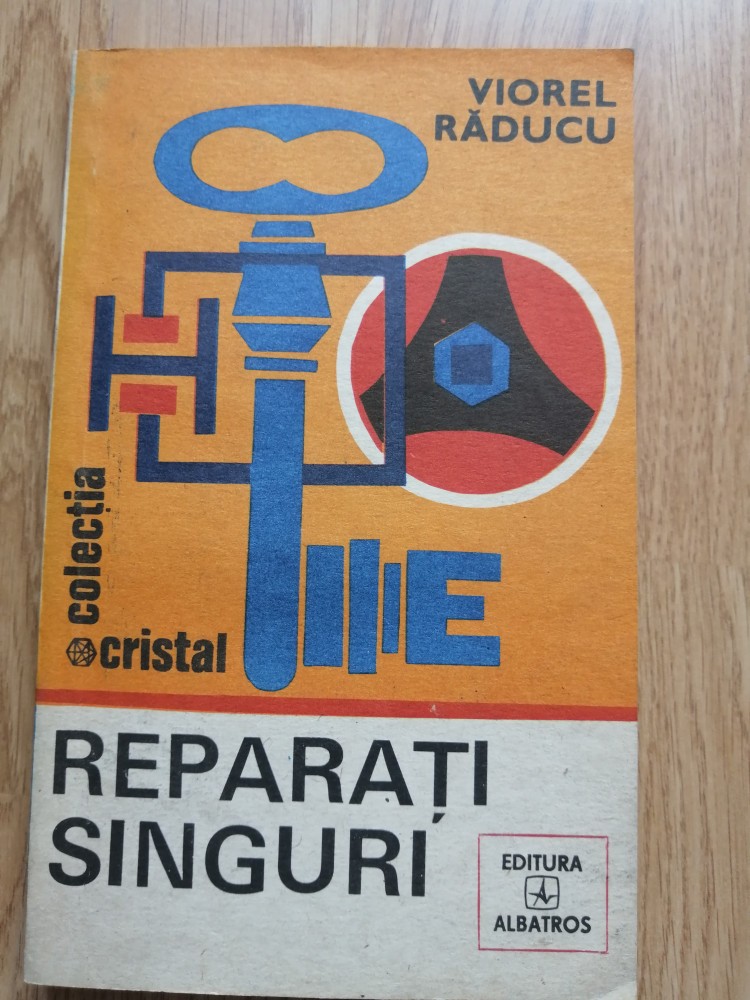 VIOREL
RĂDUCU
colecția
cristal
REPARAȚI
SINGURI
EDITURA
ALBATROS